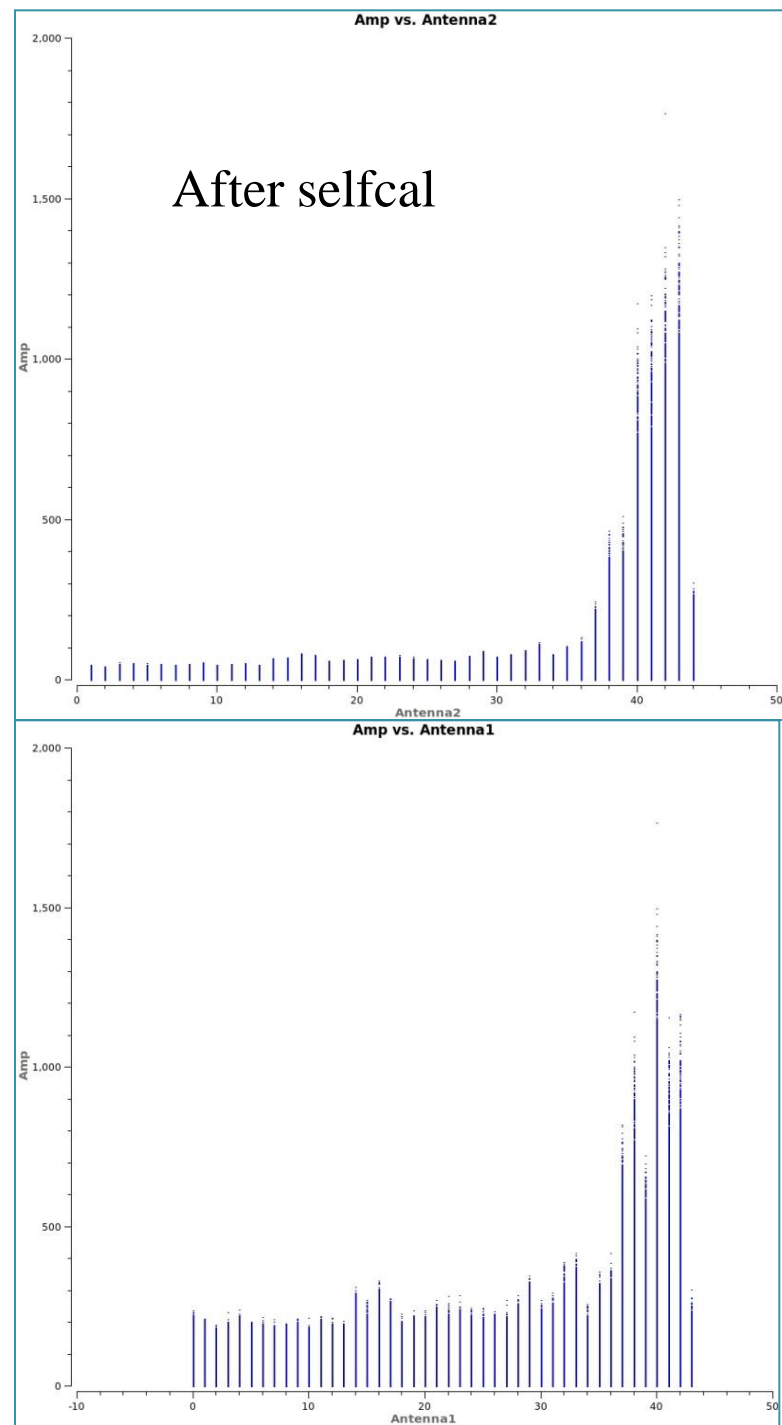 Amp vs. Antenna2
2,000
After selfcal
1,500
Amp
1,000
500
0
0 10 20 30 40 50
Antenna2
Amp vs. Antenna1
2,000
1,500
Amp
1,000
500
0
-10 0 10 20 30 40 50
Antenna1